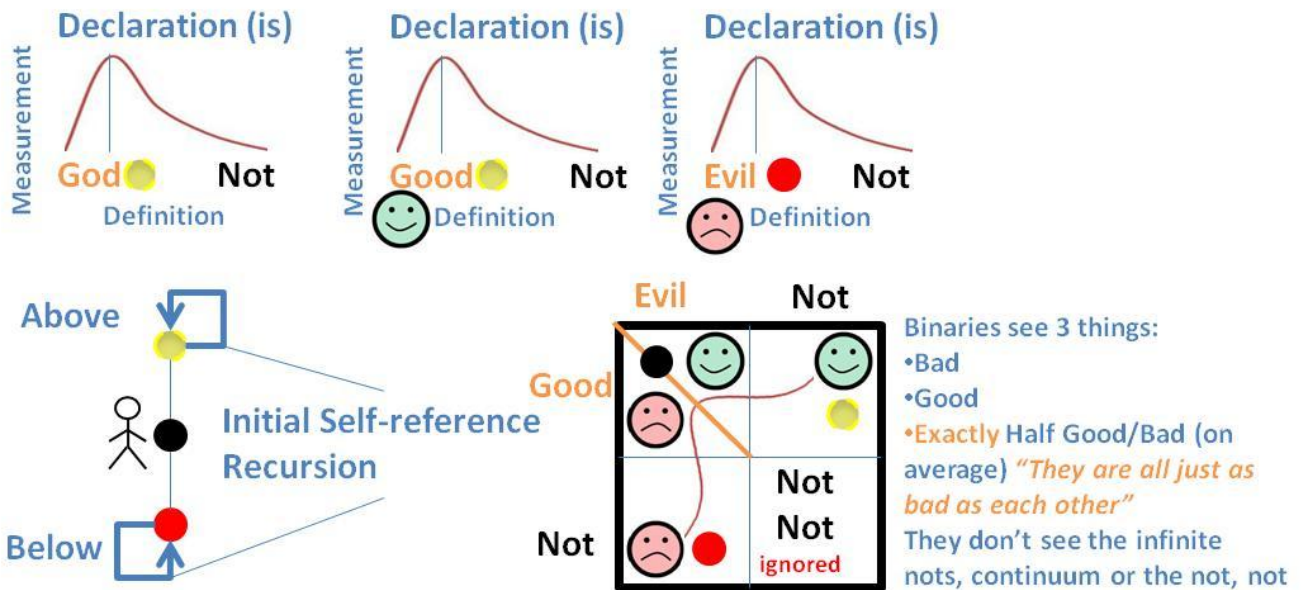 Declaration (is)
Measurement
God
Not
Definition
Declaration (is)
Measurement
Good
Not
Definition
Declaration (is)
Measurement
Evil
Not
Definition
Above
Initial Self-reference
Recursion
Below
Evil
Not
Good
Not
Not
Not
ignored
Binaries see 3 things:
•Bad
•Good
•Exactly Half Good/Bad (on
average) “They are all just as
bad as each other”
They don’t see the infinite
nots, continuum or the not, not